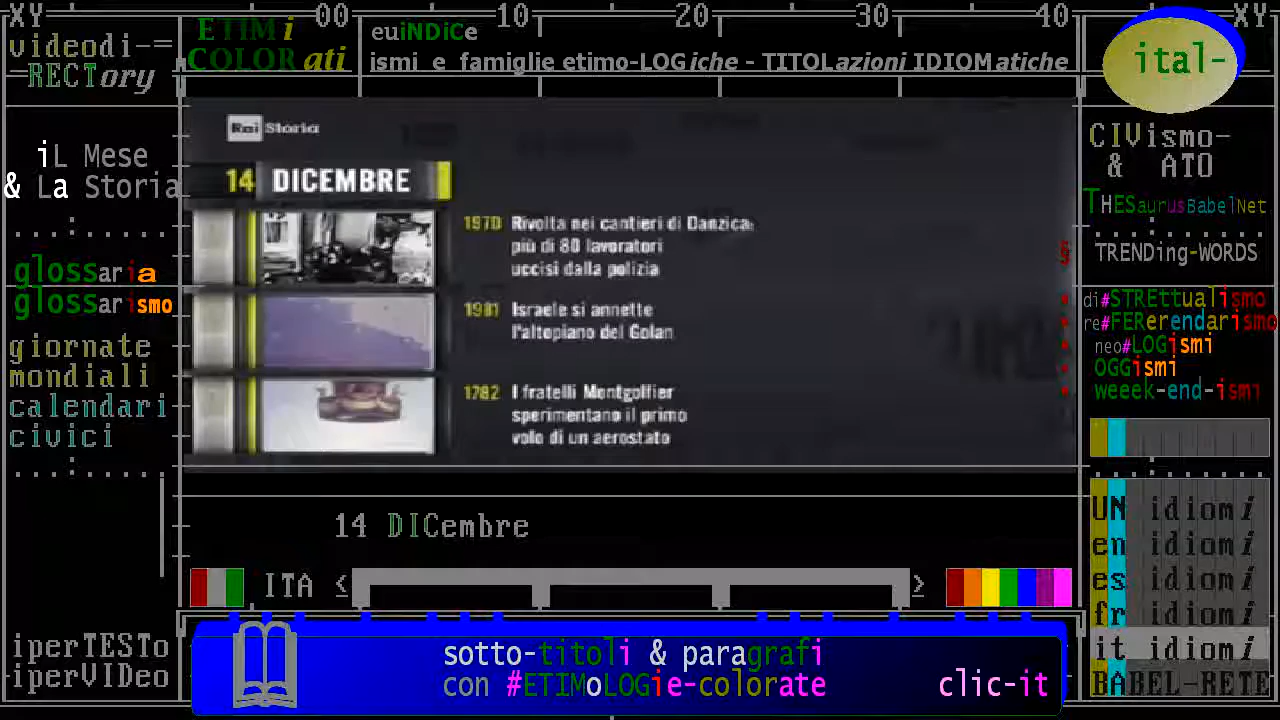 XY 00 10 20 30 40 XY
videodi-=
=RECTory
ETIMi
COLORati
euiNDiCe
ismi e famiglie etimo-LOGiche - TITOLazioni IDIOMatiche
ital-
iL Mese
& La Storia
...:.....
glossaria
glossarismo
giornate
mondiali
calendari
civici
...:.....
iperTESTo
iperVIDeo
Rai Storia
14 DICEMBRE
1970 Rivolta nei cantieri di Danzica:
più di 80 lavoratori
uccisi dalla polizia
1981 Israele si annette
l'altopiano del Golan
1782 I fratelli Montgolfier
sperimentano il primo
volo di un aerostato
14 DICembre
ITA < >
sotto-titoli & paragrafi
con #ETIMoLOGie-colorate
clic-it
CIVismo-
& ATO
THESaurusBabelNet
TRENDing-WORDS
di#STREttualismo
re#FERerendarismo
neo#LOGismi
OGGismi
weeek-end-ismi
UN idiomi
en idiomi
es idiomi
fr idiomi
it idiomi
BABEL-RETE